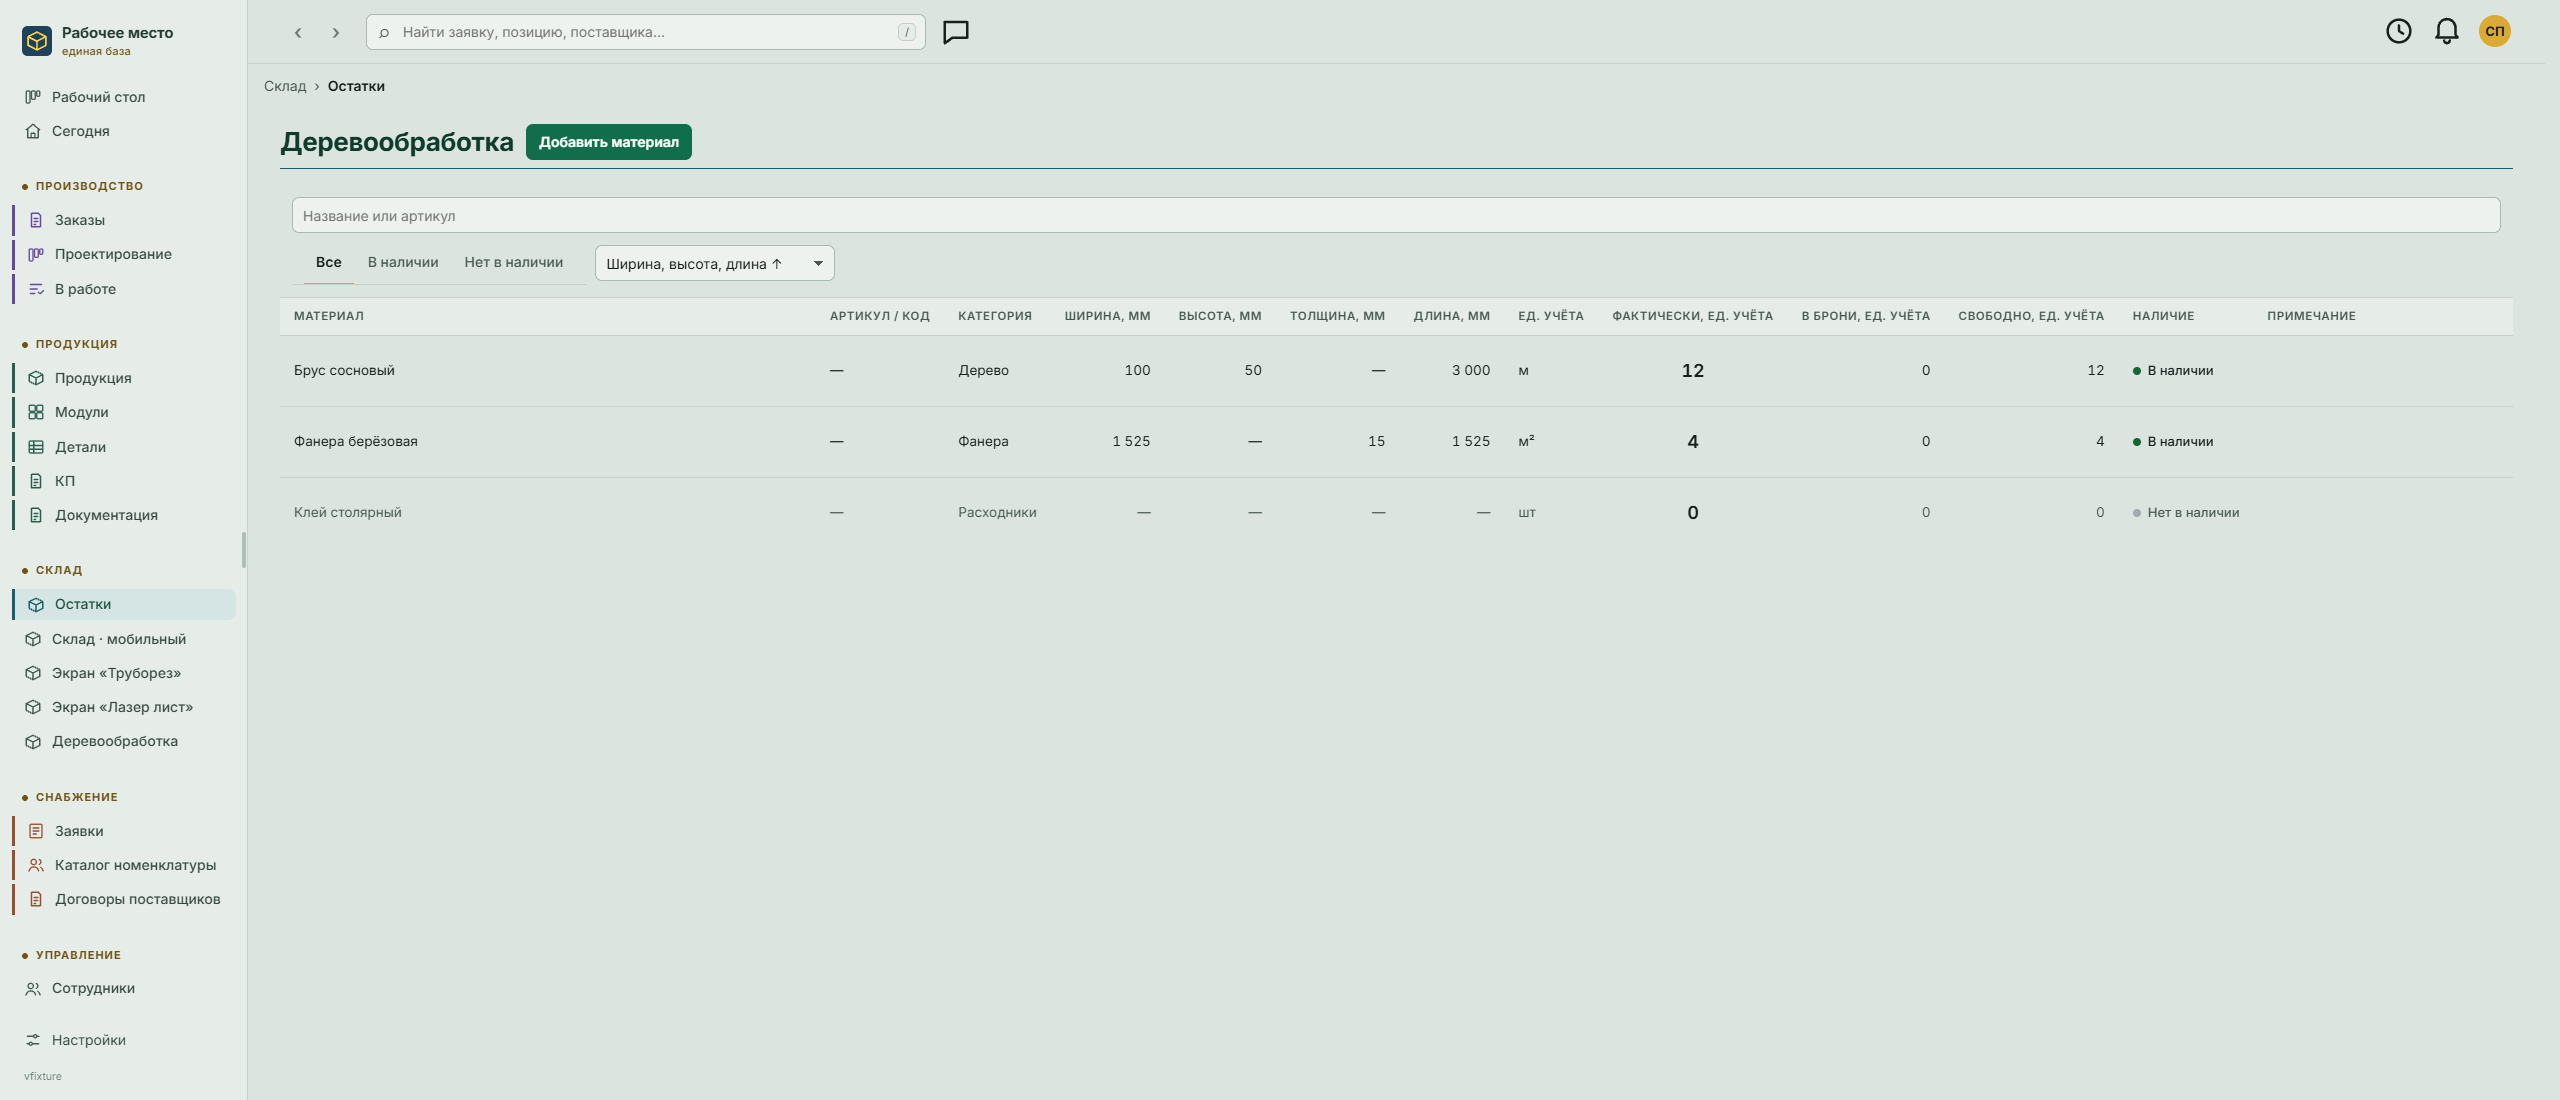 Рабочее место
единая база
Рабочий стол
Сегодня
ПРОИЗВОДСТВО
Заказы
Проектирование
В работе
ПРОДУКЦИЯ
Продукция
Модули
Детали
КП
Документация
СКЛАД
Остатки
Склад · мобильный
Экран «Труборез»
Экран «Лазер лист»
Деревообработка
СНАБЖЕНИЕ
Заявки
Каталог номенклатуры
Договоры поставщиков
УПРАВЛЕНИЕ
Сотрудники
Настройки
vfixture
‹ › Найти заявку, позицию, поставщика... / СП
Склад › Остатки
Деревообработка Добавить материал
Название или артикул
Все В наличии Нет в наличии Ширина, высота, длина ↑
МАТЕРИАЛ АРТИКУЛ / КОД КАТЕГОРИЯ ШИРИНА, ММ ВЫСОТА, ММ ТОЛЩИНА, ММ ДЛИНА, ММ ЕД. УЧЁТА ФАКТИЧЕСКИ, ЕД. УЧЁТА В БРОНИ, ЕД. УЧЁТА СВОБОДНО, ЕД. УЧЁТА НАЛИЧИЕ ПРИМЕЧАНИЕ
Брус сосновый — Дерево 100 50 — 3 000 м 12 0 12 В наличии
Фанера берёзовая — Фанера 1 525 — 15 1 525 м² 4 0 4 В наличии
Клей столярный — Расходники — — — — шт 0 0 0 Нет в наличии